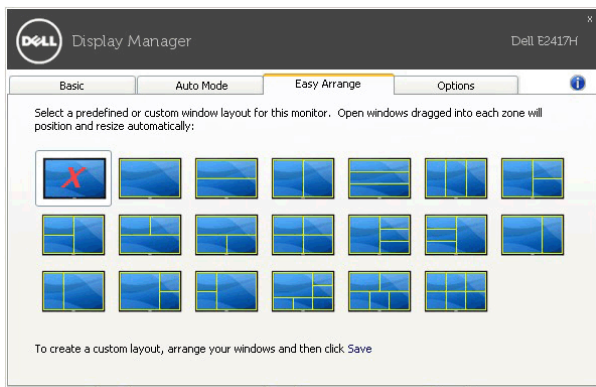 x
DELL Display Manager Dell E2417H
Basic Auto Mode Easy Arrange Options i
Select a predefined or custom window layout for this monitor. Open windows dragged into each zone will
position and resize automatically:
X
To create a custom layout, arrange your windows and then click Save